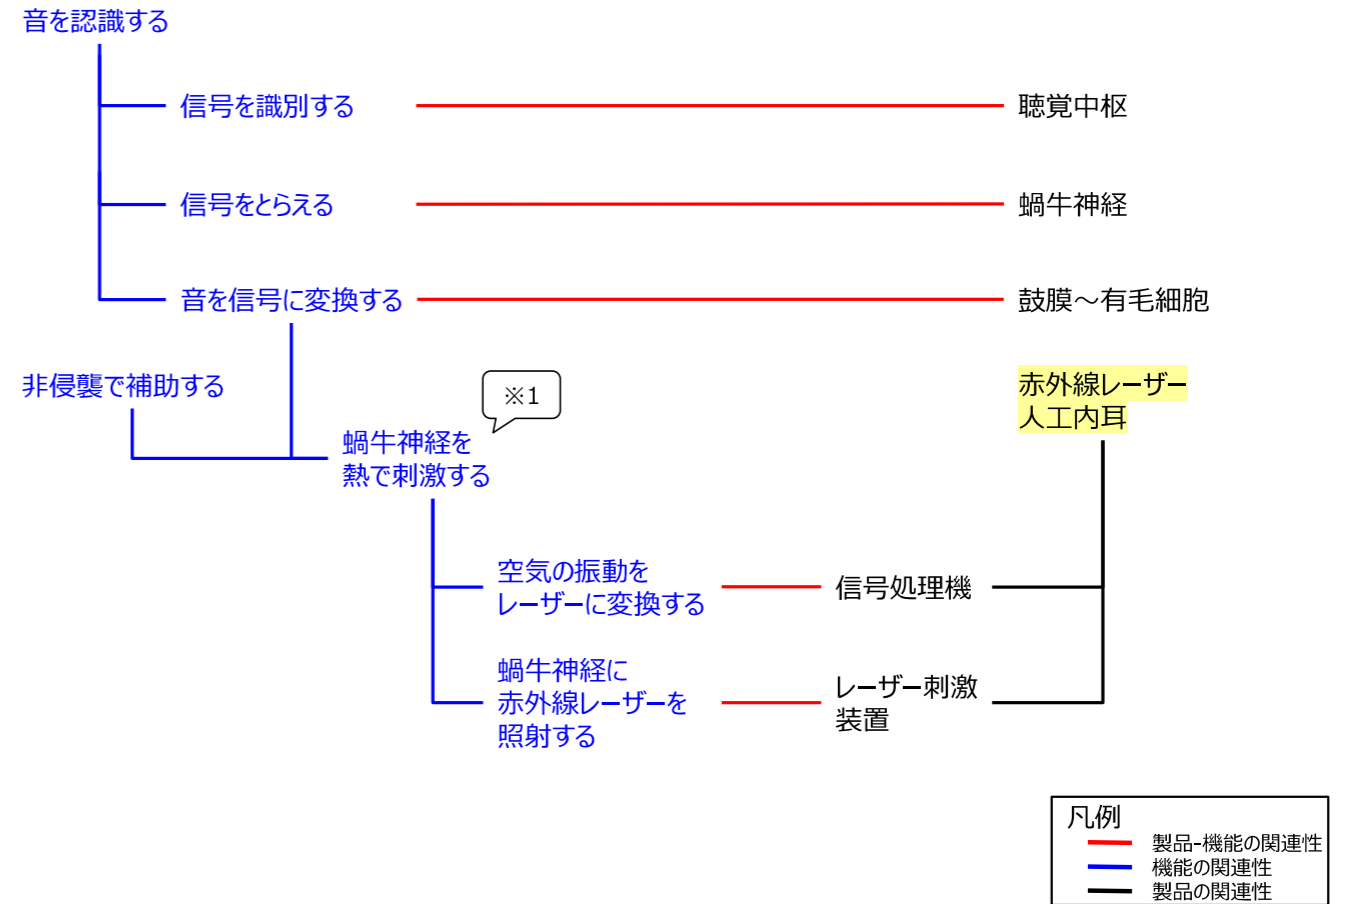 音を認識する
信号を識別する
聴覚中枢
信号をとらえる
蝸牛神経
音を信号に変換する
鼓膜～有毛細胞
非侵襲で補助する
※1
赤外線レーザー
人工内耳
蝸牛神経を
熱で刺激する
空気の振動を
レーザーに変換する
信号処理機
蝸牛神経に
赤外線レーザーを
照射する
レーザー刺激
装置
凡例
製品-機能の関連性
機能の関連性
製品の関連性